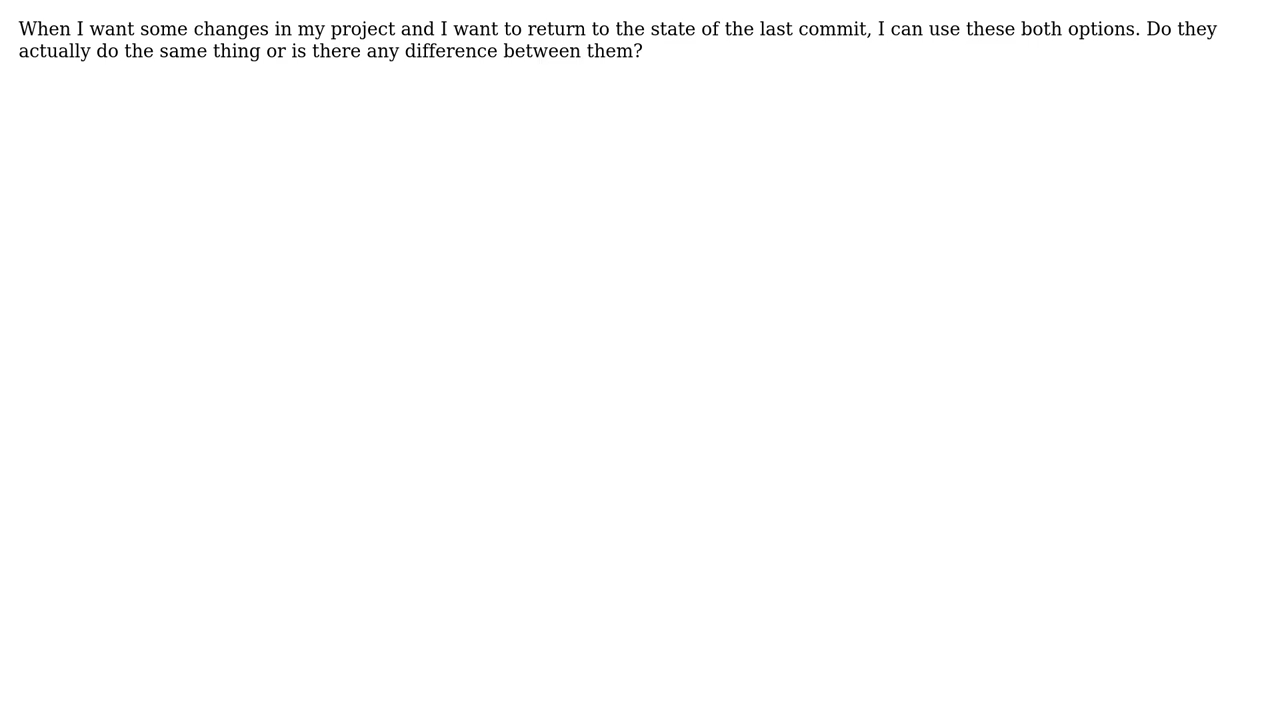 When I want some changes in my project and I want to return to the state of the last commit, I can use these both options. Do they
actually do the same thing or is there any difference between them?